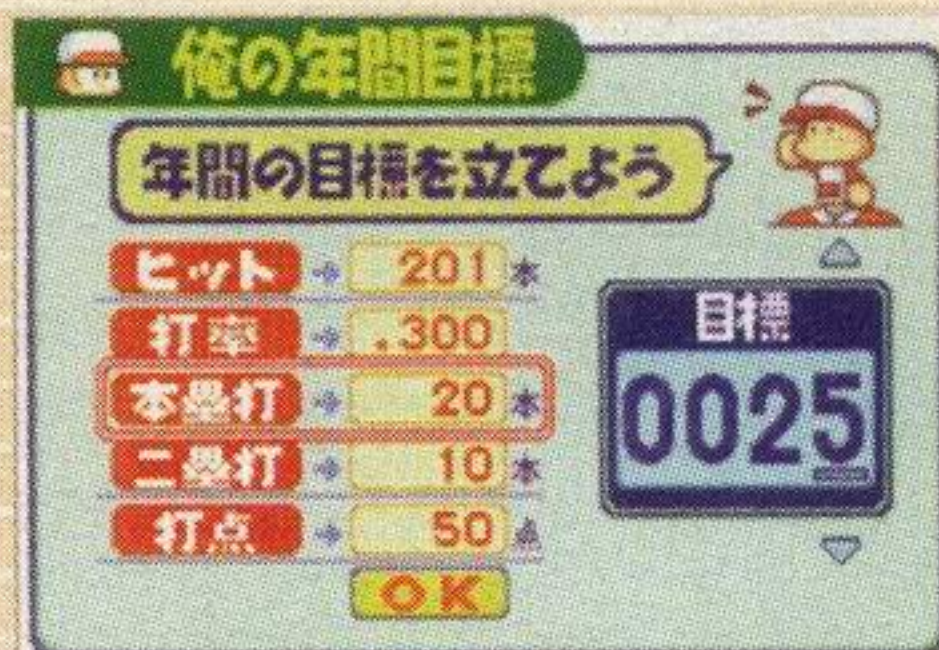 俺の年間目標
年間の目標を立てよう
ヒット 201 本
打率 .300
本塁打 20 本
二塁打 10 本
打点 50 点
OK
目標
0025